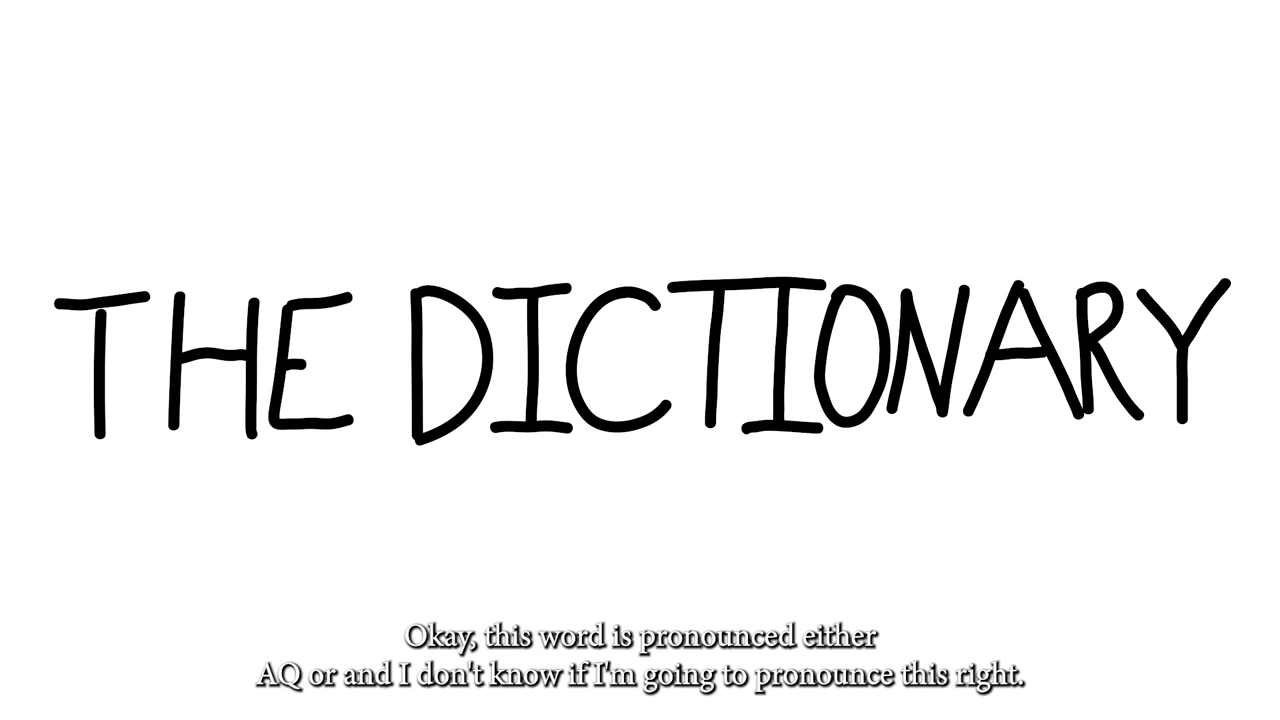 THE DICTIONARY
Okay, this word is pronounced either
AQ or and I don't know if I'm going to pronounce this right.